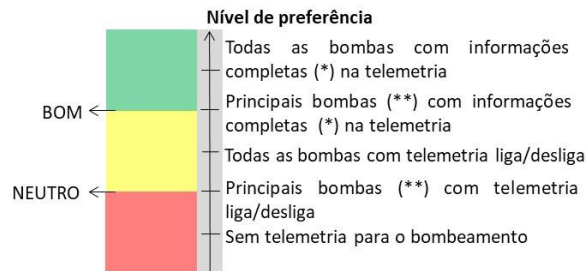 Nível de preferência
Todas as bombas com informações
completas (*) na telemetria
BOM
Principais bombas (**) com informações
completas (*) na telemetria
Todas as bombas com telemetria liga/desliga
NEUTRO
Principais bombas (**) com telemetria
liga/desliga
Sem telemetria para o bombeamento